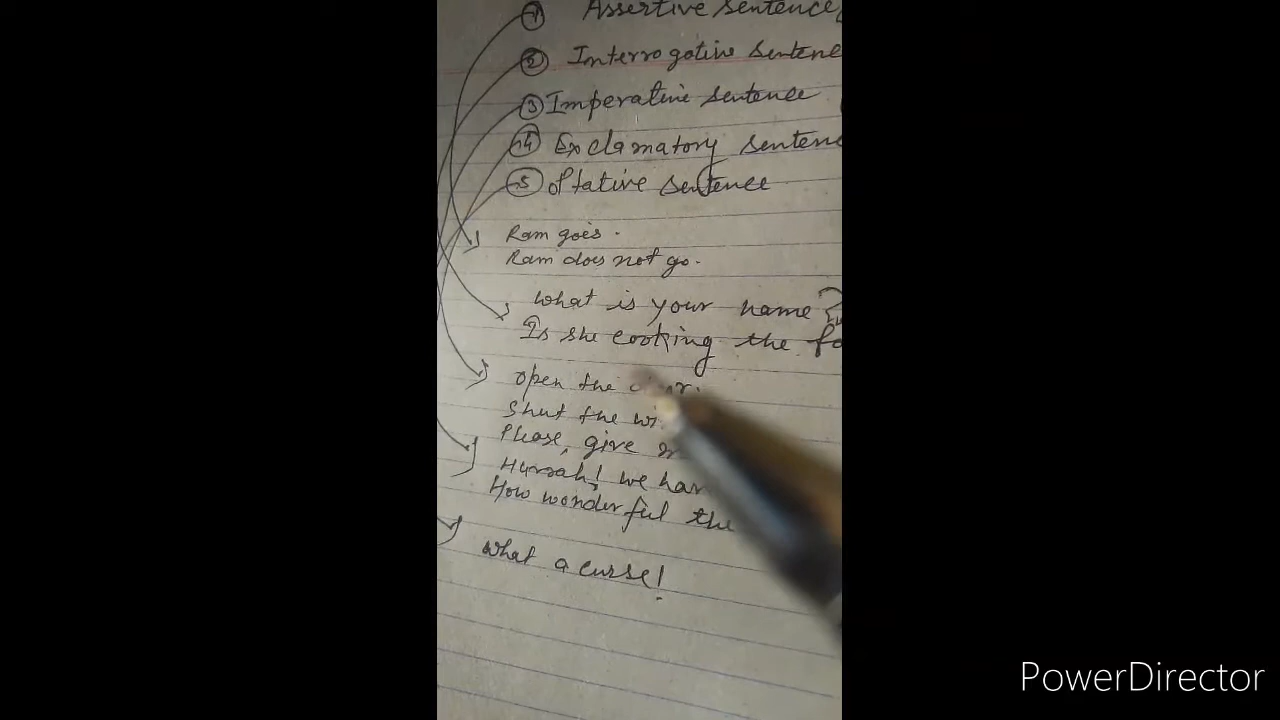 1 Assertive sentence
2 Interrogative sentence
3 Imperative sentence
4 Exclamatory sentence
5 Optative sentence
Ram goes.
Ram does not go.
What is your name?
Is she cooking the
Open the
Shut the
Please, give
Hurrah! we
How wonderful the
What a curse!
PowerDirector